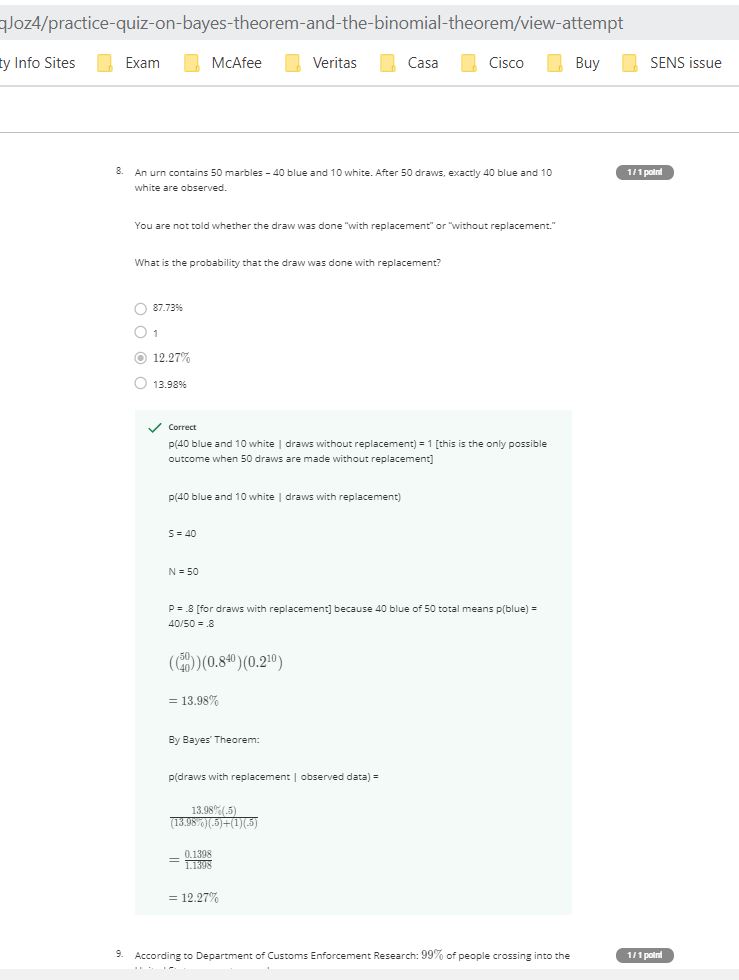 qJoz4/practice-quiz-on-bayes-theorem-and-the-binomial-theorem/view-attempt
ty Info Sites Exam McAfee Veritas Casa Cisco Buy SENS issue
8. An urn contains 50 marbles – 40 blue and 10 white. After 50 draws, exactly 40 blue and 10
white are observed.
1 / 1 point
You are not told whether the draw was done "with replacement" or "without replacement."
What is the probability that the draw was done with replacement?
87.73%
1
12.27%
13.98%
Correct
p(40 blue and 10 white | draws without replacement) = 1 [this is the only possible
outcome when 50 draws are made without replacement]
p(40 blue and 10 white | draws with replacement)
S = 40
N = 50
P = .8 [for draws with replacement] because 40 blue of 50 total means p(blue) =
40/50 = .8
((50 40))(0.8^40)(0.2^10)
= 13.98%
By Bayes' Theorem:
p(draws with replacement | observed data) =
13.98%(.5)
(13.98%)(.5)+(1)(.5)
= 0.1398
1.1398
= 12.27%
9. According to Department of Customs Enforcement Research: 99% of people crossing into the
1 / 1 point